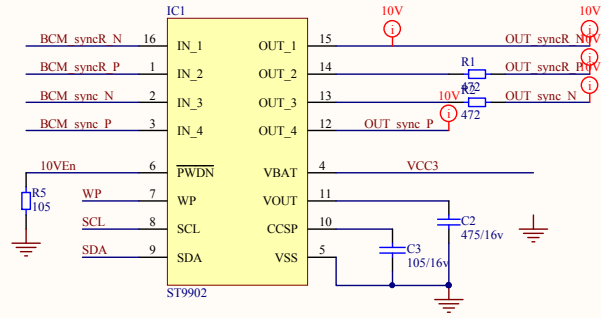 IC1
10V
10V
BCM_syncR_N 16 IN_1 OUT_1 15 OUT_syncR_N
10V
BCM_syncR_P 1 IN_2 OUT_2 14 R1 472 OUT_syncR_P
10V
BCM_sync_N 2 IN_3 OUT_3 13 R2 472 OUT_sync_N
10V
BCM_sync_P 3 IN_4 OUT_4 12 OUT_sync_P
10VEn 6 PWDN VBAT 4 VCC3
R5
105
WP 7 WP VOUT 11
C2
475/16v
SCL 8 SCL CCSP 10
C3
105/16v
SDA 9 SDA VSS 5
ST9902